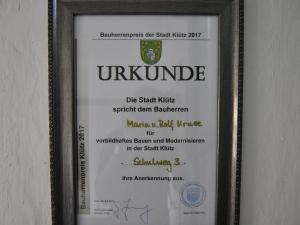 Bauherrenpreis der Stadt Klütz 2017
URKUNDE
Die Stadt Klütz
spricht dem Bauherren
Maria u. Rolf Kruse
für
vorbildhaftes Bauen und Modernisieren
in der Stadt Klütz
- Schulweg 3 -
ihre Anerkennung aus.
Bauherrenpreis Klütz 2017